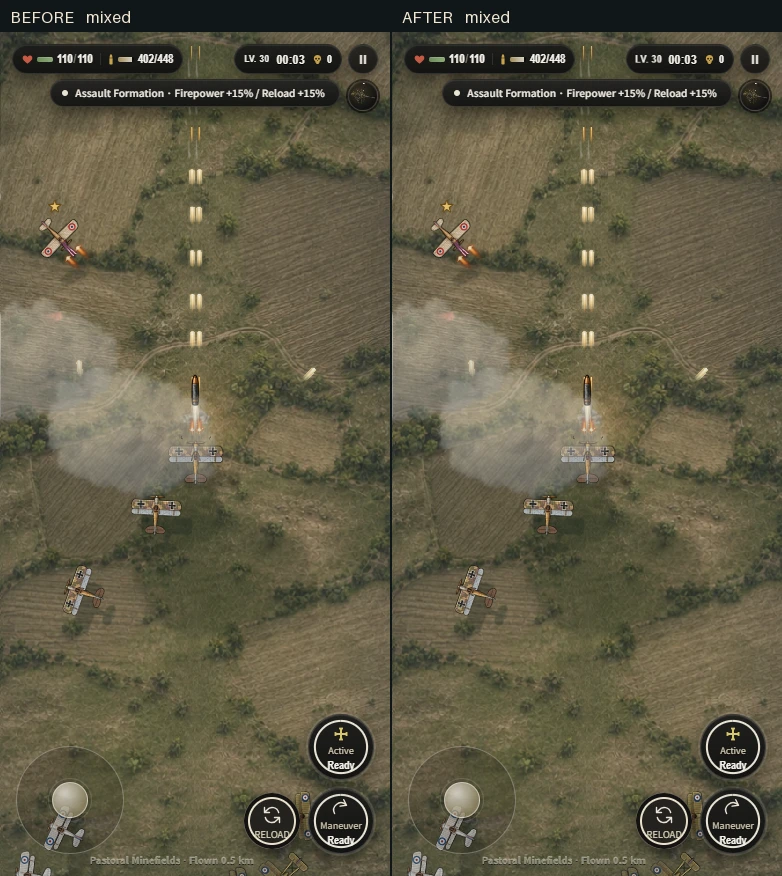 BEFORE mixed
110/110 402/448 LV. 30 00:03 0
Assault Formation · Firepower +15% / Reload +15%
Active
Ready
RELOAD
Maneuver
Ready
Pastoral Minefields · Flown 0.5 km
AFTER mixed
110/110 402/448 LV. 30 00:03 0
Assault Formation · Firepower +15% / Reload +15%
Active
Ready
RELOAD
Maneuver
Ready
Pastoral Minefields · Flown 0.5 km